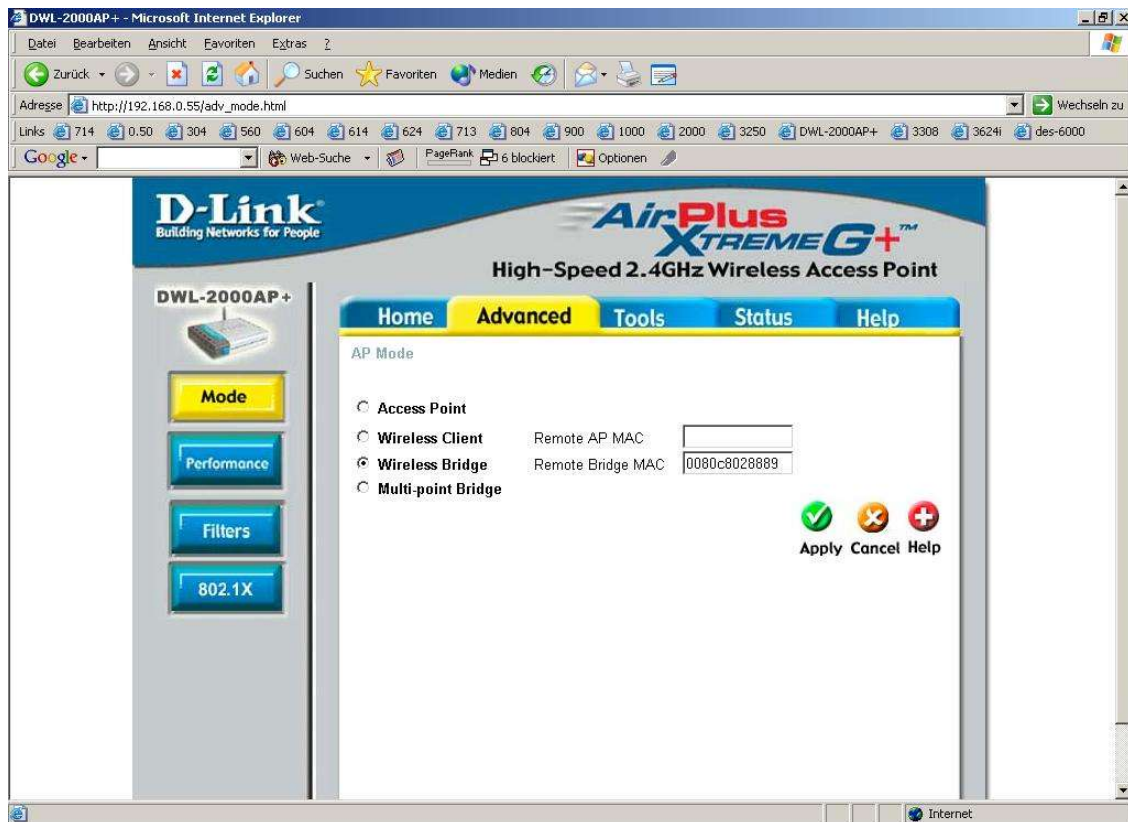 DWL-2000AP+ - Microsoft Internet Explorer
Datei Bearbeiten Ansicht Favoriten Extras ?
Zurück Suchen Favoriten Medien
Adresse http://192.168.0.55/adv_mode.html Wechseln zu
Links 714 0.50 304 560 604 614 624 713 804 900 1000 2000 3250 DWL-2000AP+ 3308 3624i des-6000
Google Web-Suche PageRank 6 blockiert Optionen
D-Link
Building Networks for People
AirPlus
XTREME G+™
High-Speed 2.4GHz Wireless Access Point
DWL-2000AP+
Home Advanced Tools Status Help
AP Mode
Mode
Access Point
Wireless Client Remote AP MAC
Performance
Wireless Bridge Remote Bridge MAC 0080c8028889
Multi-point Bridge
Filters
Apply Cancel Help
802.1X
Internet